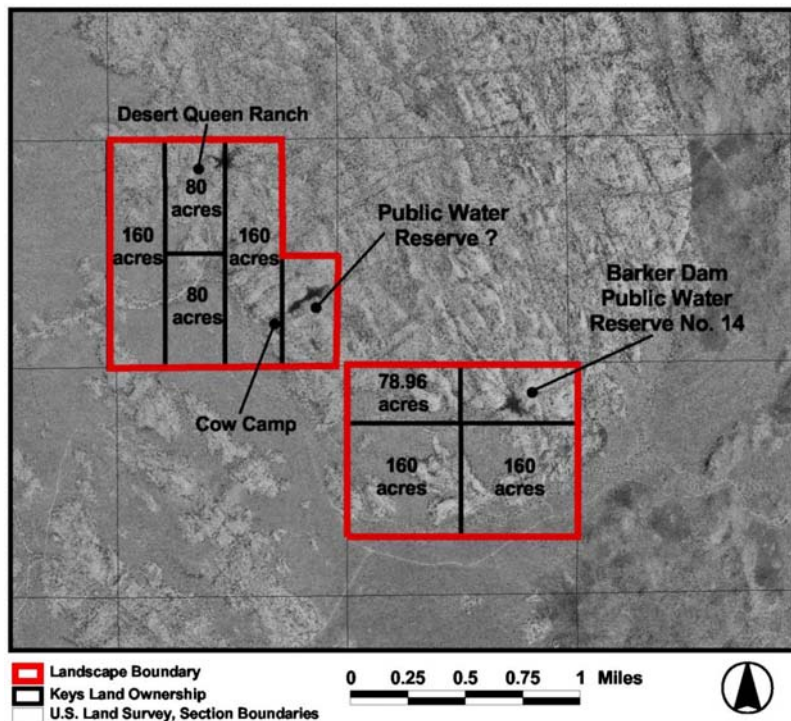 Desert Queen Ranch
80
acres
160
acres
160
acres
80
acres
Public Water
Reserve ?
Cow Camp
Barker Dam
Public Water
Reserve No. 14
78.96
acres
160
acres
160
acres
Landscape Boundary
Keys Land Ownership
U.S. Land Survey, Section Boundaries
0 0.25 0.5 0.75 1 Miles